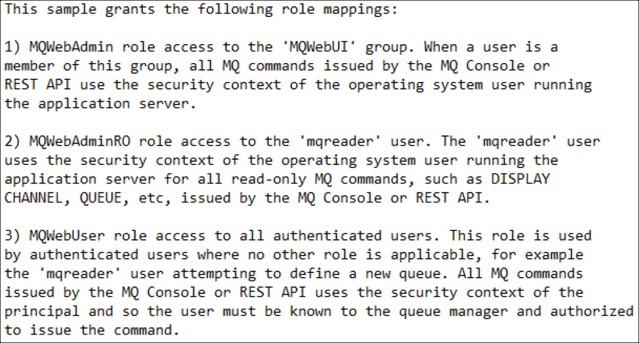 This sample grants the following role mappings:
1) MQWebAdmin role access to the 'MQWebUI' group. When a user is a
member of this group, all MQ commands issued by the MQ Console or
REST API use the security context of the operating system user running
the application server.
2) MQWebAdminRO role access to the 'mqreader' user. The 'mqreader' user
uses the security context of the operating system user running the
application server for all read-only MQ commands, such as DISPLAY
CHANNEL, QUEUE, etc, issued by the MQ Console or REST API.
3) MQWebUser role access to all authenticated users. This role is used
by authenticated users where no other role is applicable, for example
the 'mqreader' user attempting to define a new queue. All MQ commands
issued by the MQ Console or REST API uses the security context of the
principal and so the user must be known to the queue manager and authorized
to issue the command.